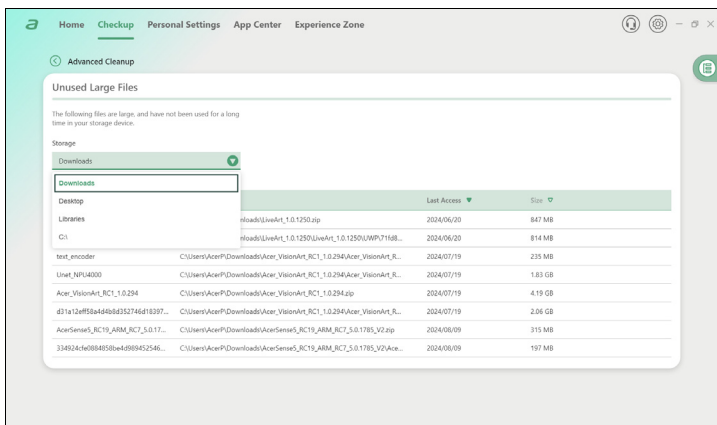 a Home Checkup Personal Settings App Center Experience Zone
Advanced Cleanup
Unused Large Files
The following files are large, and have not been used for a long
time in your storage device.
Storage
Downloads
Downloads
Desktop
Libraries
C:\
Last Access Size
nloads\LiveArt_1.0.1250.zip 2024/06/20 847 MB
nloads\LiveArt_1.0.1250\LiveArt_1.0.1250\UWP\71fd8... 2024/06/20 814 MB
text_encoder C:\Users\AcerP\Downloads\Acer_VisionArt_RC1_1.0.294\Acer_VisionArt_R... 2024/07/19 235 MB
Unet_NPU4000 C:\Users\AcerP\Downloads\Acer_VisionArt_RC1_1.0.294\Acer_VisionArt_R... 2024/07/19 1.83 GB
Acer_VisionArt_RC1_1.0.294 C:\Users\AcerP\Downloads\Acer_VisionArt_RC1_1.0.294.zip 2024/07/19 4.19 GB
d31a12eff58a4d4b8d352746d18397... C:\Users\AcerP\Downloads\Acer_VisionArt_RC1_1.0.294\Acer_VisionArt_R... 2024/07/19 2.06 GB
AcerSense5_RC19_ARM_RC7_5.0.17... C:\Users\AcerP\Downloads\AcerSense5_RC19_ARM_RC7_5.0.1785_V2.zip 2024/08/09 315 MB
334924cfe0884858be4d989452546... C:\Users\AcerP\Downloads\AcerSense5_RC19_ARM_RC7_5.0.1785_V2\Ace... 2024/08/09 197 MB